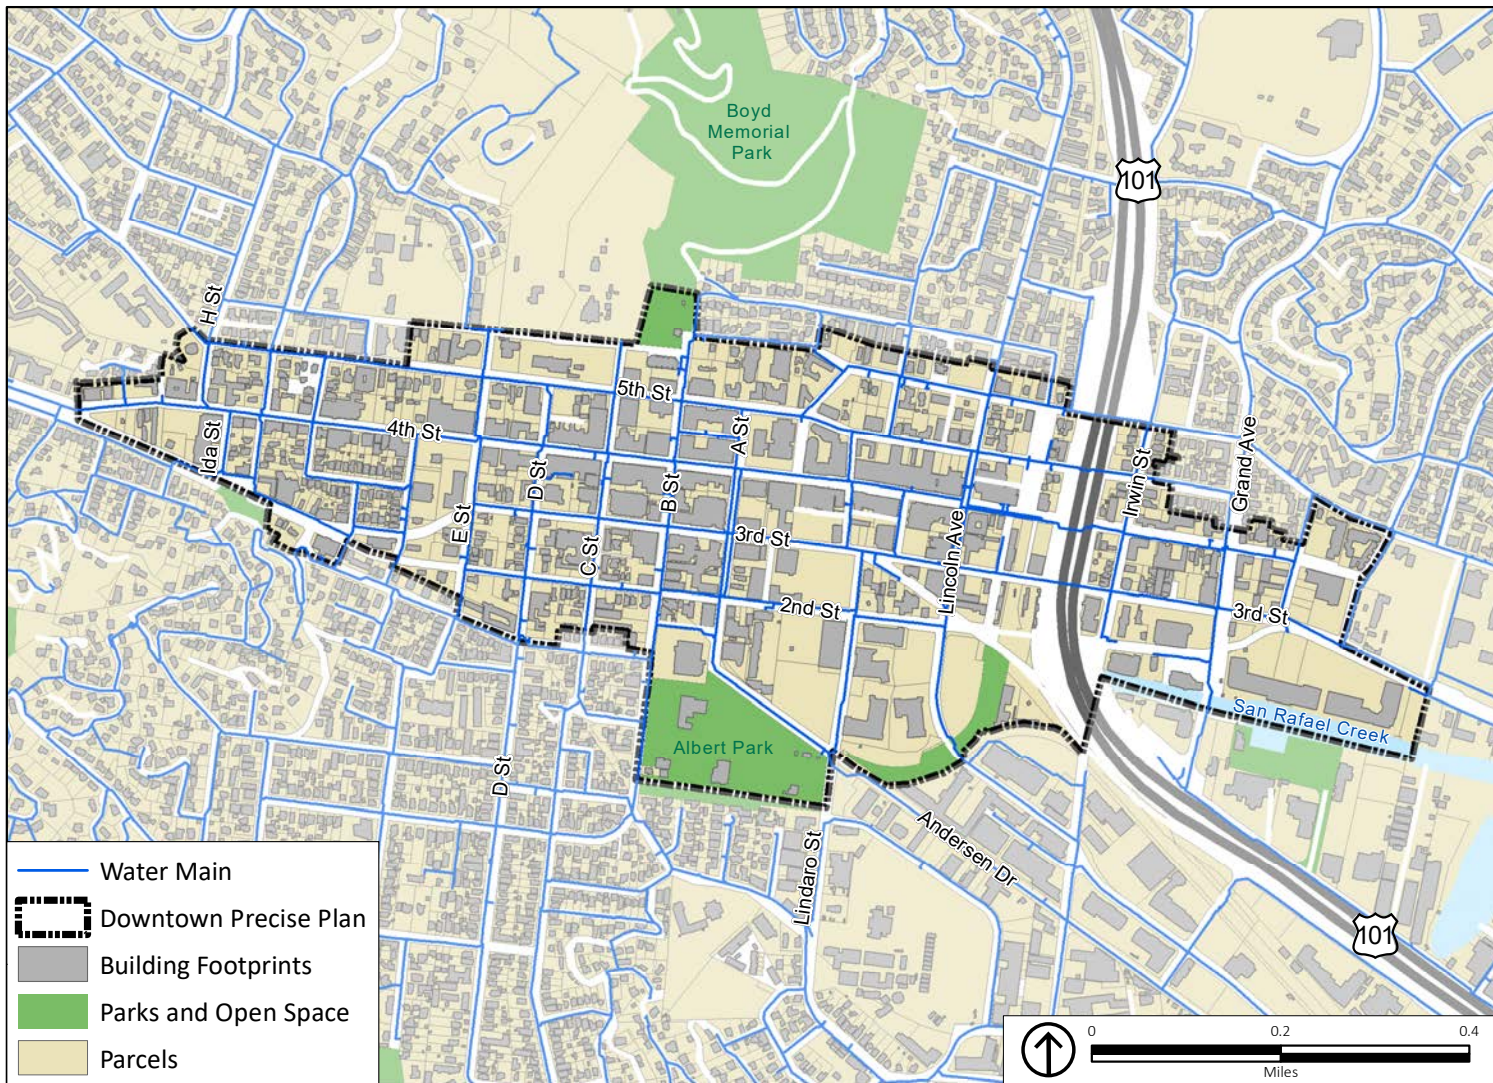 Boyd
Memorial
Park
101
H St
5th St
4th St
A St
Ida St
D St
B St
E St
C St
3rd St
Lincoln Ave
Irwin St
Grand Ave
2nd St
3rd St
San Rafael Creek
Albert Park
D St
Andersen Dr
Lindaro St
101
Water Main
Downtown Precise Plan
Building Footprints
Parks and Open Space
Parcels
0 0.2 0.4
Miles